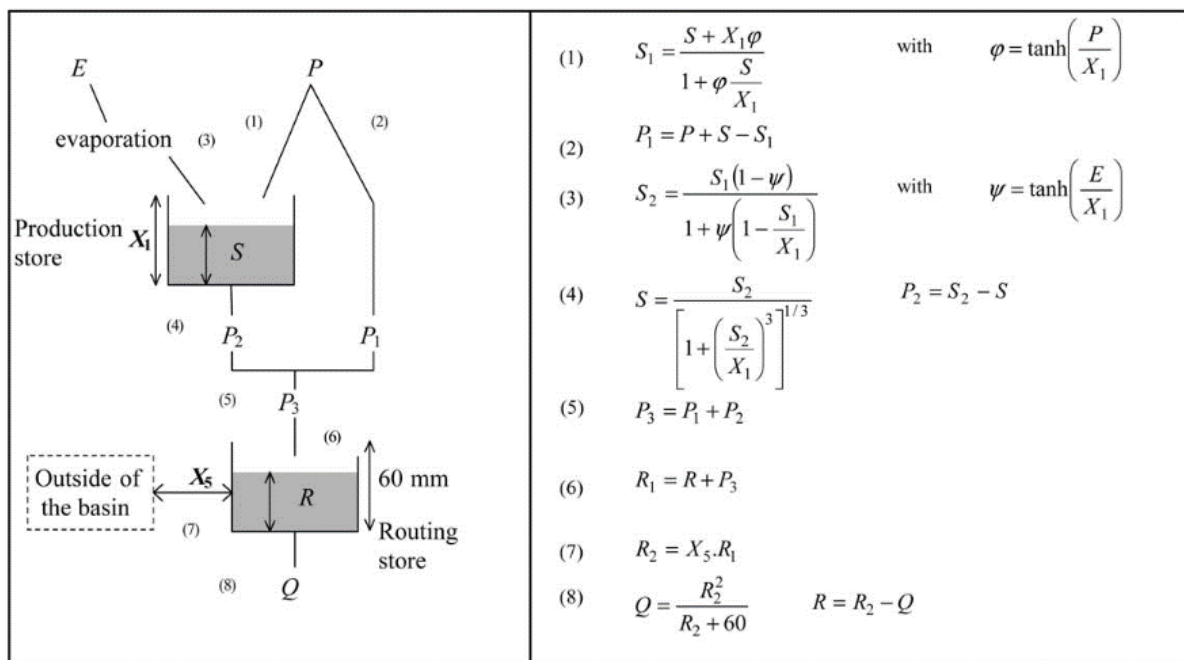 E
P
evaporation
(3)
(1)
(2)
Production
store
X₁
S
(4)
P₂
P₁
(5)
P₃
(6)
Outside of
the basin
X₅
R
60 mm
(7)
Routing
store
(8)
Q
(1) S₁ = (S + X₁φ) / (1 + φ S/X₁) with φ = tanh(P/X₁)
(2) P₁ = P + S − S₁
(3) S₂ = S₁(1 − ψ) / (1 + ψ(1 − S₁/X₁)) with ψ = tanh(E/X₁)
(4) S = S₂ / [1 + (S₂/X₁)³]^{1/3} P₂ = S₂ − S
(5) P₃ = P₁ + P₂
(6) R₁ = R + P₃
(7) R₂ = X₅.R₁
(8) Q = R₂² / (R₂ + 60) R = R₂ − Q